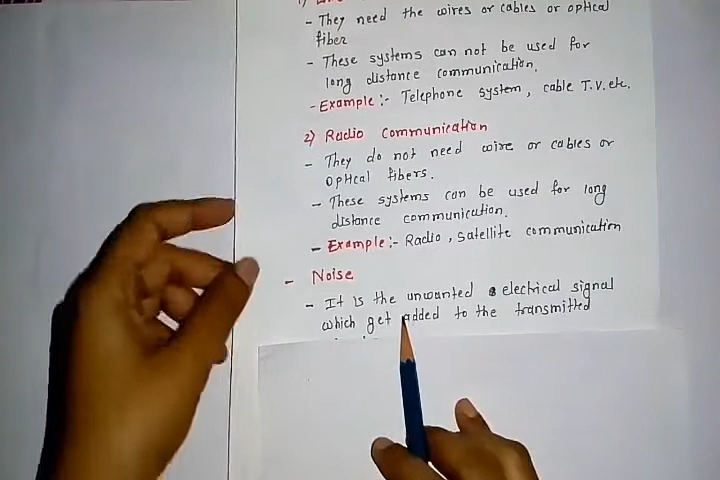 - They need the wires or cables or optical
fiber
- These systems can not be used for
long distance communication.
- Example :- Telephone system, cable T.V. etc.
2) Radio Communication
- They do not need wire or cables or
optical fibers.
- These systems can be used for long
distance communication.
- Example :- Radio, satellite communication
- Noise
- It is the unwanted electrical signal
which get added to the transmitted